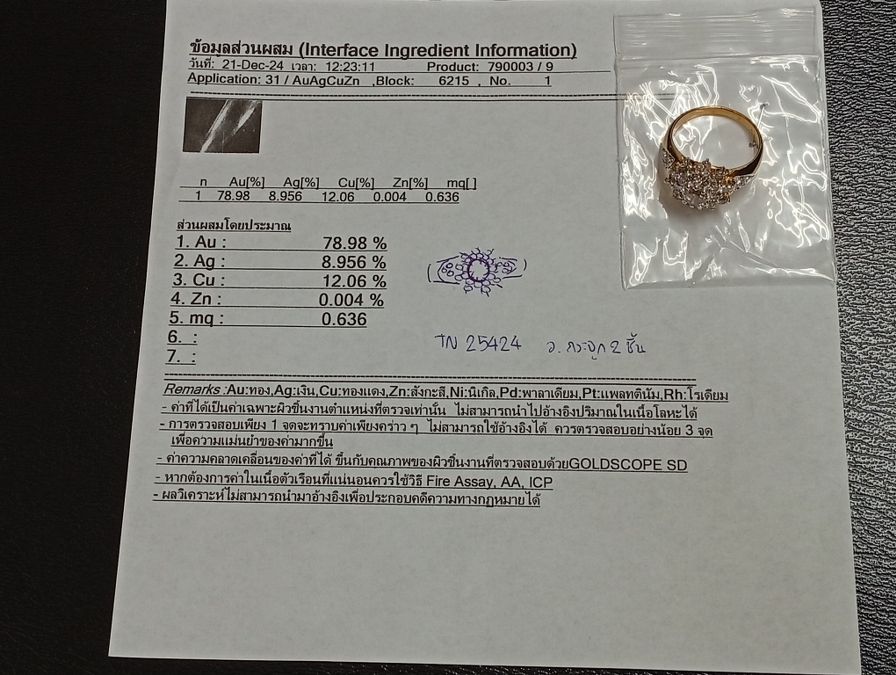 ข้อมูลส่วนผสม (Interface Ingredient Information)
วันที่: 21-Dec-24 เวลา: 12:23:11 Product: 790003 / 9
Application: 31 / AuAgCuZn ,Block: 6215 , No. 1
n Au[%] Ag[%] Cu[%] Zn[%] mq[ ]
1 78.98 8.956 12.06 0.004 0.636
ส่วนผสมโดยประมาณ
1. Au : 78.98 %
2. Ag : 8.956 %
3. Cu : 12.06 %
4. Zn : 0.004 %
5. mq : 0.636
6. :
7. :
TN 25424 ว. กระจุก 2 ชั้น
Remarks :Au:ทอง,Ag:เงิน,Cu:ทองแดง,Zn:สังกะสี,Ni:นิเกิล,Pd:พาลาเดียม,Pt:แพลทตินัม,Rh:โรเดียม
- ค่าที่ได้เป็นค่าเฉพาะผิวชิ้นงานตำแหน่งที่ตรวจเท่านั้น ไม่สามารถนำไปอ้างอิงปริมาณในเนื้อโลหะได้
- การตรวจสอบเพียง 1 จุดจะทราบค่าเพียงคร่าว ๆ ไม่สามารถใช้อ้างอิงได้ ควรตรวจสอบอย่างน้อย 3 จุด
เพื่อความแม่นยำของค่ามากขึ้น
- ค่าความคลาดเคลื่อนของค่าที่ได้ ขึ้นกับคุณภาพของผิวชิ้นงานที่ตรวจสอบด้วยGOLDSCOPE SD
- หากต้องการค่าในเนื้อตัวเรือนที่แน่นอนควรใช้วิธี Fire Assay, AA, ICP
- ผลวิเคราะห์ไม่สามารถนำมาอ้างอิงเพื่อประกอบคดีความทางกฎหมายได้